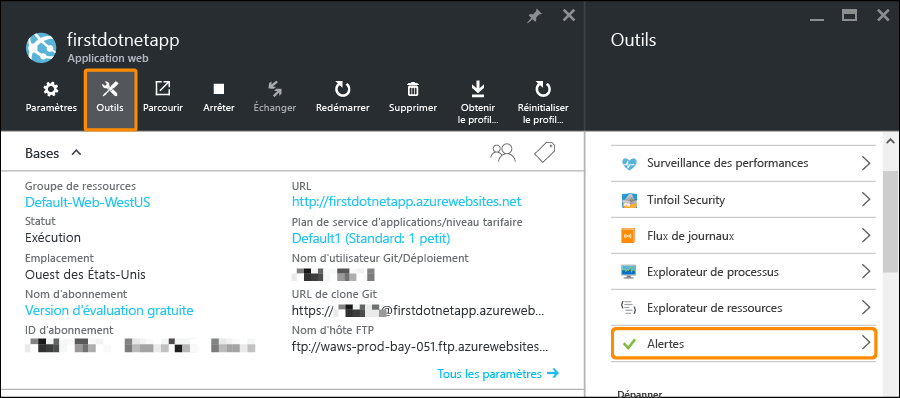 firstdotnetapp
Application web
Paramètres
Outils
Parcourir
Arrêter
Échanger
Redémarrer
Supprimer
Obtenir
le profil...
Réinitialiser
le profil...
Bases
Groupe de ressources
Default-Web-WestUS
Statut
Exécution
Emplacement
Ouest des États-Unis
Nom d'abonnement
Version d'évaluation gratuite
ID d'abonnement
URL
http://firstdotnetapp.azurewebsites.net
Plan de service d'applications/niveau tarifaire
Default1 (Standard: 1 petit)
Nom d'utilisateur Git/Déploiement
URL de clone Git
https:// @firstdotnetapp.azureweb...
Nom d'hôte FTP
ftp://waws-prod-bay-051.ftp.azurewebsites...
Tous les paramètres
Outils
Surveillance des performances
Tinfoil Security
Flux de journaux
Explorateur de processus
Explorateur de ressources
Alertes
Dépanner